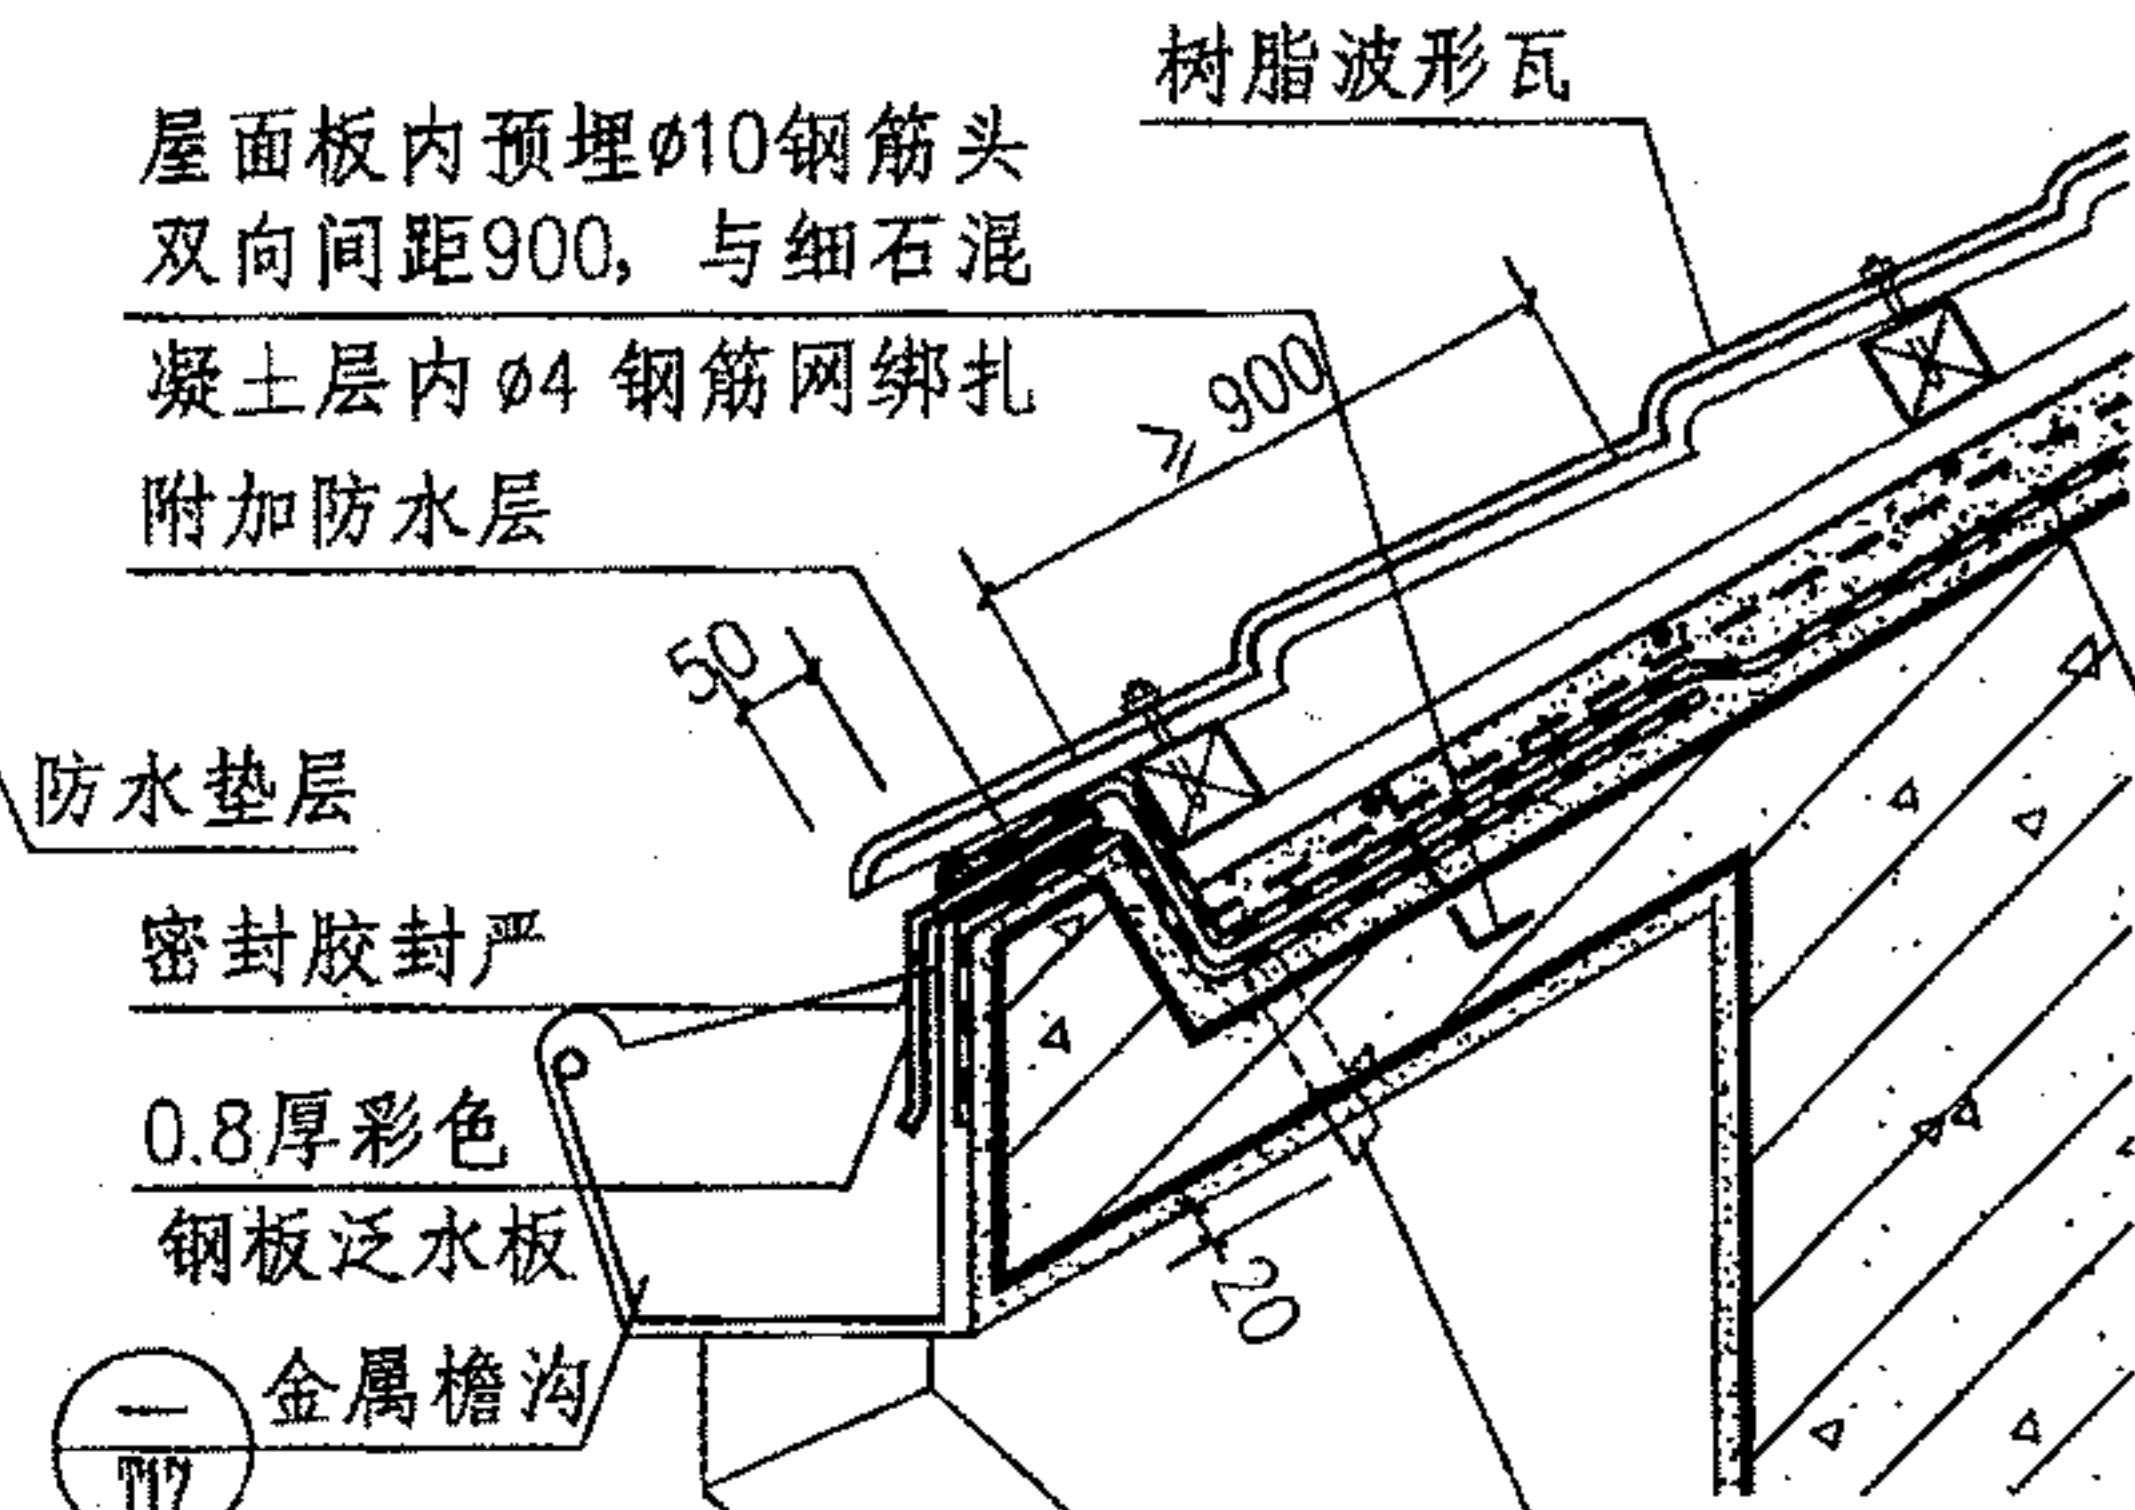 树脂波形瓦
屋面板内预埋ø10钢筋头
双向间距900，与细石混
凝土层内ø4钢筋网绑扎
附加防水层
≥900
50
防水垫层
密封胶封严
0.8厚彩色
钢板泛水板
20
金属檐沟
一